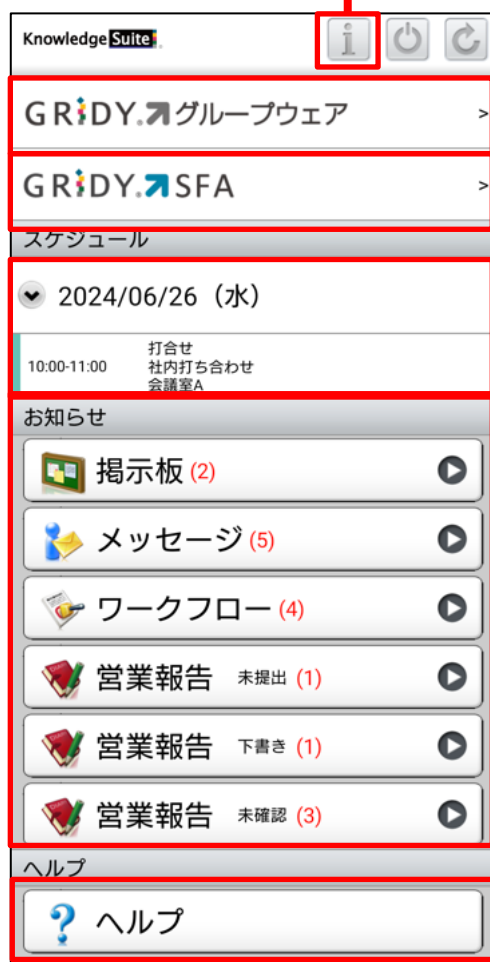 Knowledge Suite
i
GRiDY. グループウェア >
GRiDY. SFA >
スケジュール
2024/06/26（水）
10:00-11:00
打合せ
社内打ち合わせ
会議室A
お知らせ
掲示板 (2)
メッセージ (5)
ワークフロー (4)
営業報告 未提出 (1)
営業報告 下書き (1)
営業報告 未確認 (3)
ヘルプ
? ヘルプ